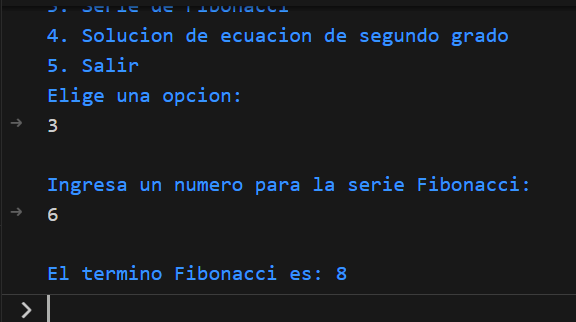 3. Serie de Fibonacci
4. Solucion de ecuacion de segundo grado
5. Salir
Elige una opcion:
3
Ingresa un numero para la serie Fibonacci:
6
El termino Fibonacci es: 8